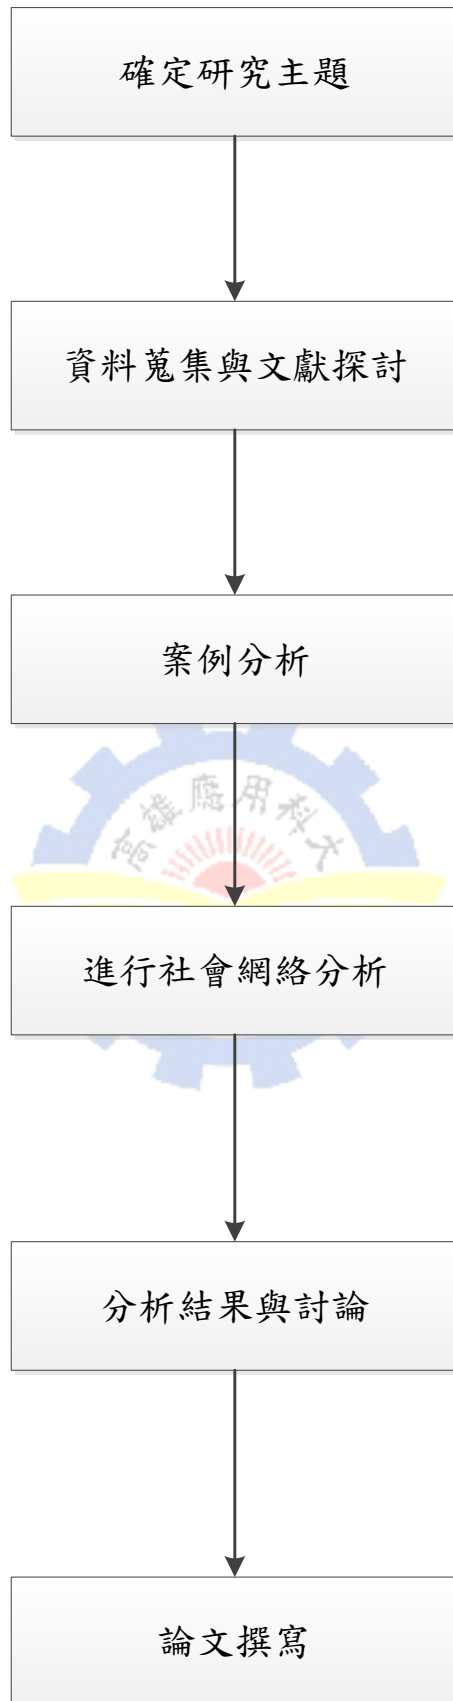 確定研究主題
資料蒐集與文獻探討
案例分析
高雄應用科大
進行社會網絡分析
分析結果與討論
論文撰寫